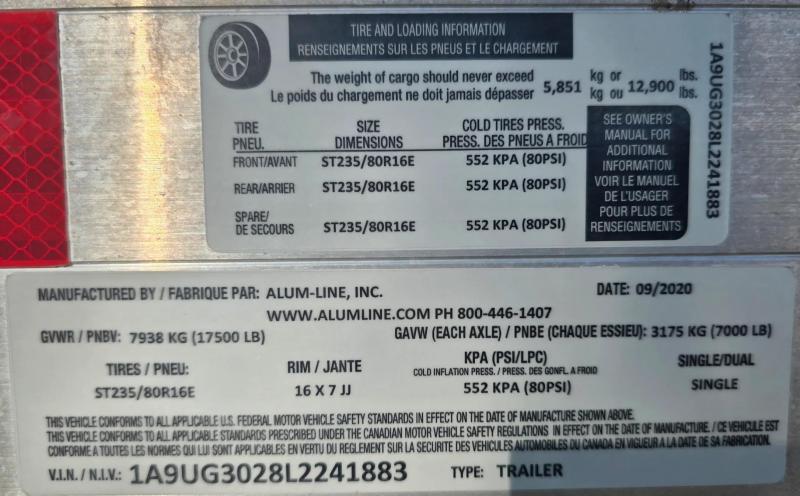 TIRE AND LOADING INFORMATION
RENSEIGNEMENTS SUR LES PNEUS ET LE CHARGEMENT
The weight of cargo should never exceed 5,851 kg or 12,900 lbs.
Le poids du chargement ne doit jamais dépasser kg ou lbs.
TIRE SIZE COLD TIRES PRESS.
PNEU. DIMENSIONS PRESS. DES PNEUS A FROID
FRONT/AVANT ST235/80R16E 552 KPA (80PSI)
REAR/ARRIER ST235/80R16E 552 KPA (80PSI)
SPARE/
DE SECOURS ST235/80R16E 552 KPA (80PSI)
SEE OWNER'S
MANUAL FOR
ADDITIONAL
INFORMATION
VOIR LE MANUEL
DE L'USAGER
POUR PLUS DE
RENSEIGNEMENTS
1A9UG3028L2241883
MANUFACTURED BY / FABRIQUE PAR: ALUM-LINE, INC. DATE: 09/2020
WWW.ALUMLINE.COM PH 800-446-1407
GVWR / PNBV: 7938 KG (17500 LB) GAVW (EACH AXLE) / PNBE (CHAQUE ESSIEU): 3175 KG (7000 LB)
TIRES / PNEU: RIM / JANTE KPA (PSI/LPC) SINGLE/DUAL
COLD INFLATION PRESS. / PRESS. DES GONFL. A FROID
ST235/80R16E 16 X 7 JJ 552 KPA (80PSI) SINGLE
THIS VEHICLE CONFORMS TO ALL APPLICABLE U.S. FEDERAL MOTOR VEHICLE SAFETY STANDARDS IN EFFECT ON THE DATE OF MANUFACTURE SHOWN ABOVE.
THIS VEHICLE CONFORMS TO ALL APPLICABLE STANDARDS PRESCRIBED UNDER THE CANADIAN MOTOR VEHICLE SAFETY REGULATIONS IN EFFECT ON THE DATE OF MANUFACTURE. / CE VEHICULE EST
CONFORME A TOUTES LES NORMES QUI LUI SONT APPLICABLES EN VERTU DU REGLEMENT SUR LA SECURITE DES VEHICULES AUTOMOBILES DU CANADA EN VIGUEUR A LA DATE DE SA FABRICATION.
V.I.N. / N.I.V.: 1A9UG3028L2241883 TYPE: TRAILER